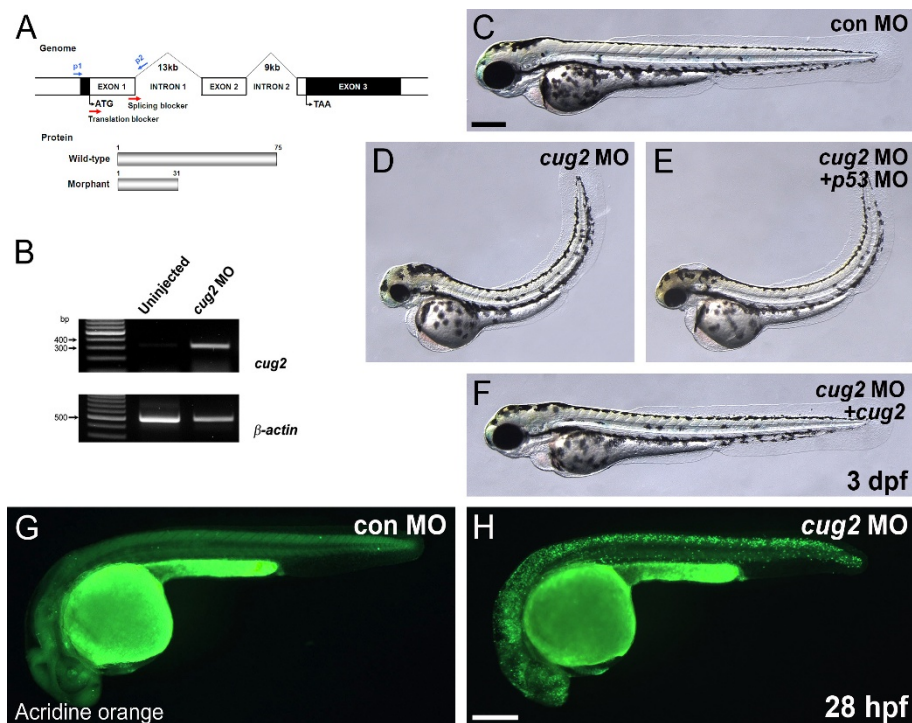 A
Genome
p1
p2
13kb
9kb
EXON 1
INTRON 1
EXON 2
INTRON 2
EXON 3
ATG
Splicing blocker
TAA
Translation blocker
Protein
1
75
Wild-type
1
31
Morphant
B
Uninjected
cug2 MO
bp
400
300
cug2
500
β-actin
C
con MO
D
cug2 MO
E
cug2 MO
+p53 MO
F
cug2 MO
+cug2
3 dpf
G
con MO
Acridine orange
H
cug2 MO
28 hpf